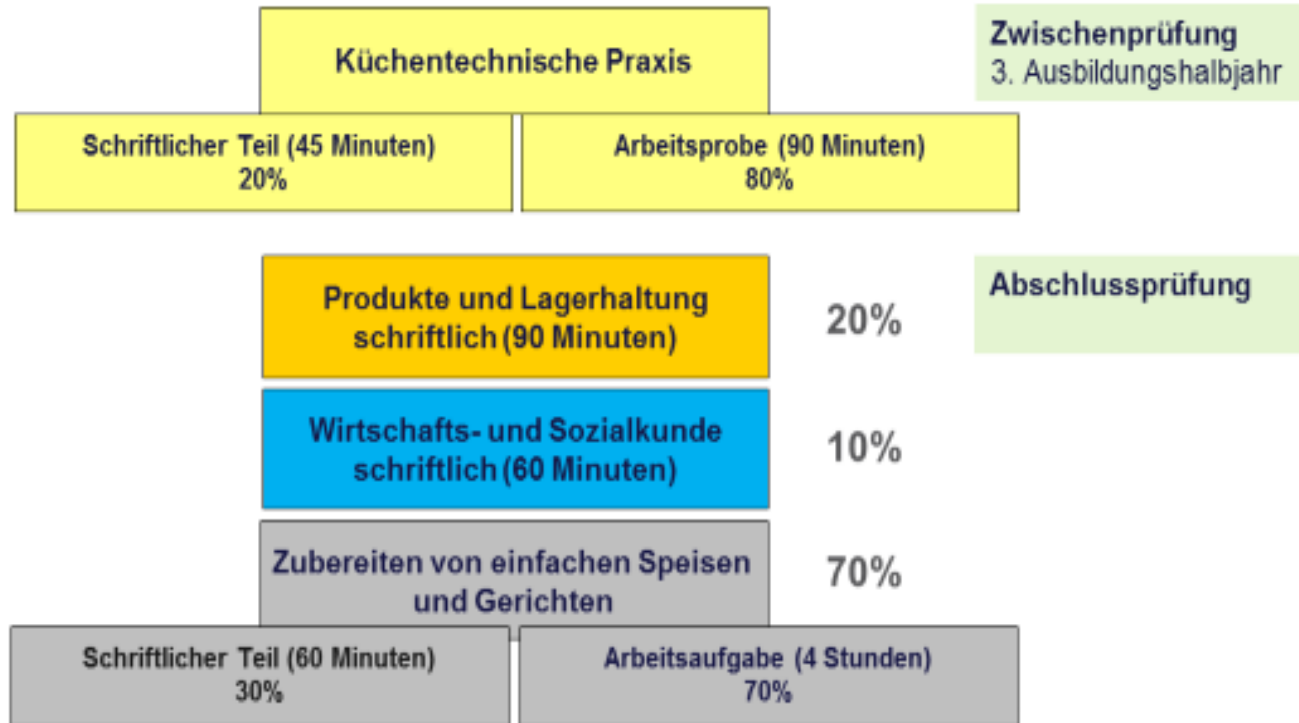 Küchentechnische Praxis
Zwischenprüfung
3. Ausbildungshalbjahr
Schriftlicher Teil (45 Minuten)
20%
Arbeitsprobe (90 Minuten)
80%
Produkte und Lagerhaltung
schriftlich (90 Minuten)
20%
Abschlussprüfung
Wirtschafts- und Sozialkunde
schriftlich (60 Minuten)
10%
Zubereiten von einfachen Speisen
und Gerichten
70%
Schriftlicher Teil (60 Minuten)
30%
Arbeitsaufgabe (4 Stunden)
70%